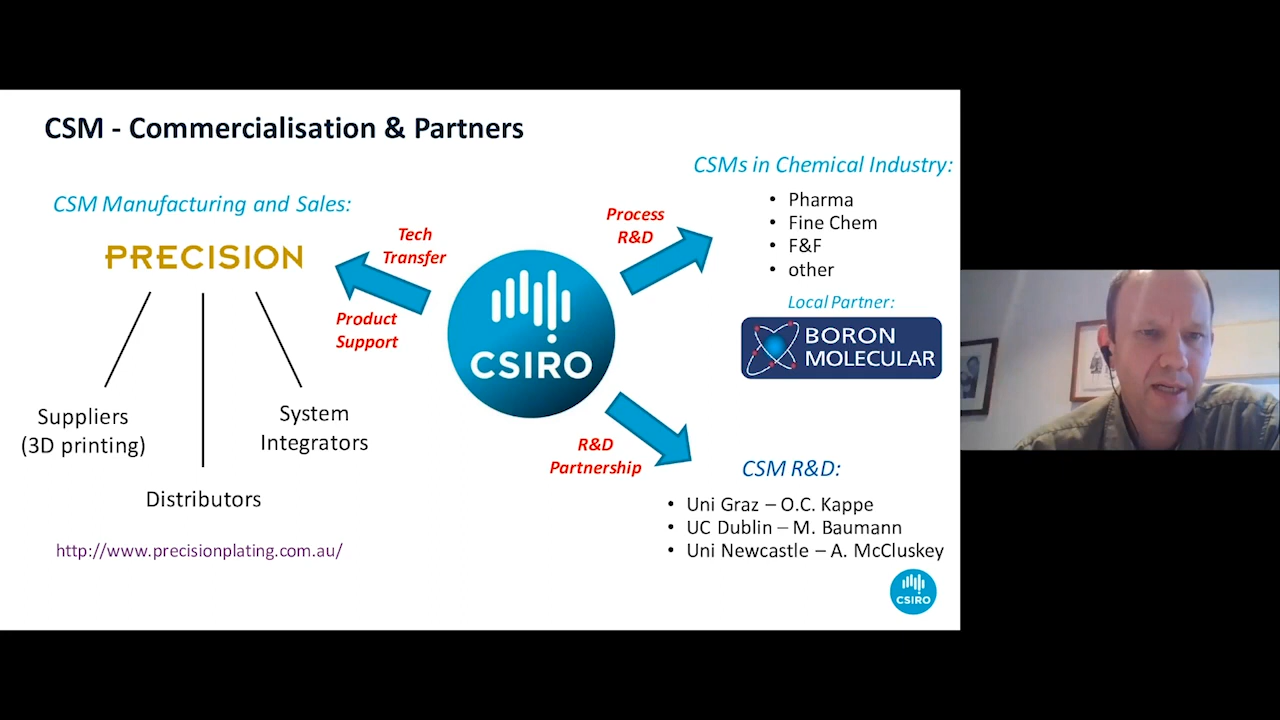 CSM - Commercialisation & Partners
CSM Manufacturing and Sales:
PRECISION
Suppliers
(3D printing)
Distributors
System
Integrators
http://www.precisionplating.com.au/
Tech
Transfer
Product
Support
CSIRO
Process
R&D
R&D
Partnership
CSMs in Chemical Industry:
• Pharma
• Fine Chem
• F&F
• other
Local Partner:
BORON
MOLECULAR
CSM R&D:
• Uni Graz – O.C. Kappe
• UC Dublin – M. Baumann
• Uni Newcastle – A. McCluskey
CSIRO